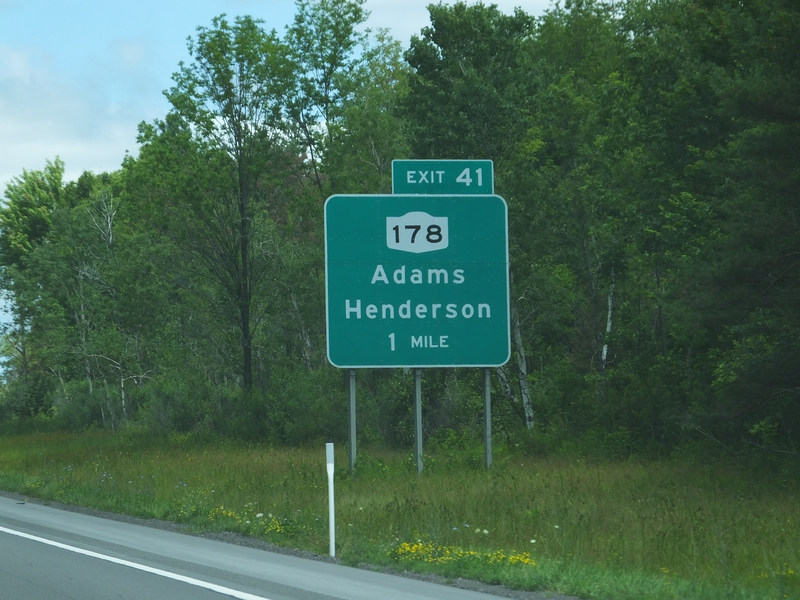 EXIT 41
178
Adams
Henderson
1 MILE